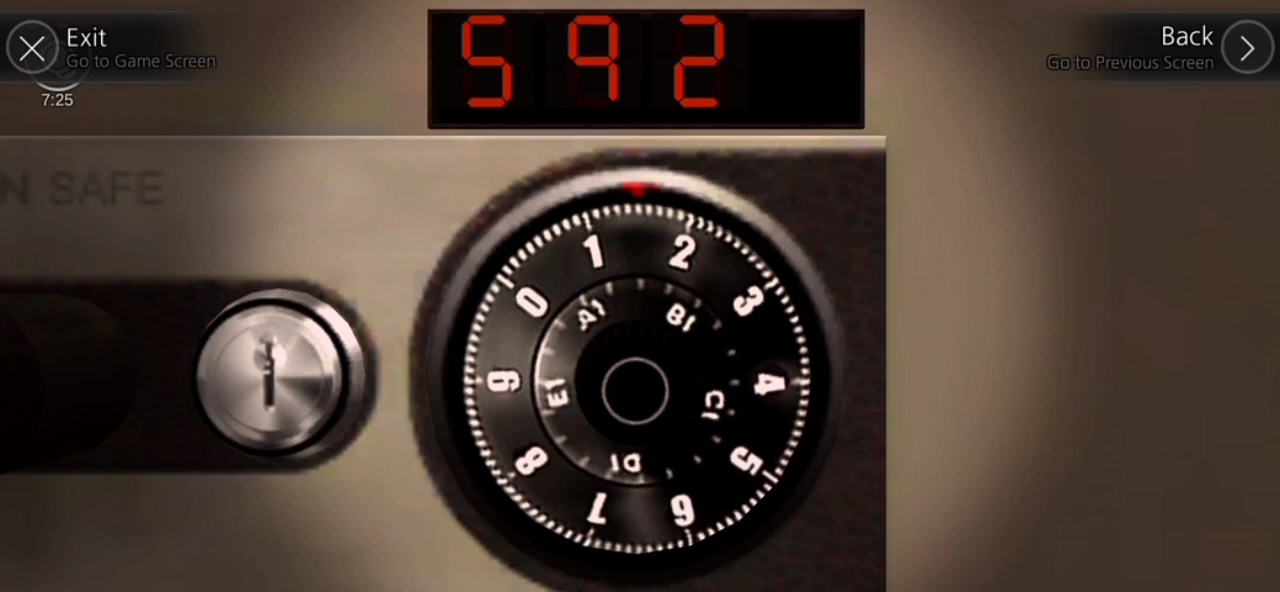 Exit
Go to Game Screen
7:25
592
Back
Go to Previous Screen
N SAFE
0 1 2 3 4 5 6 7 8 9
A1 B1 C1 D1 E1